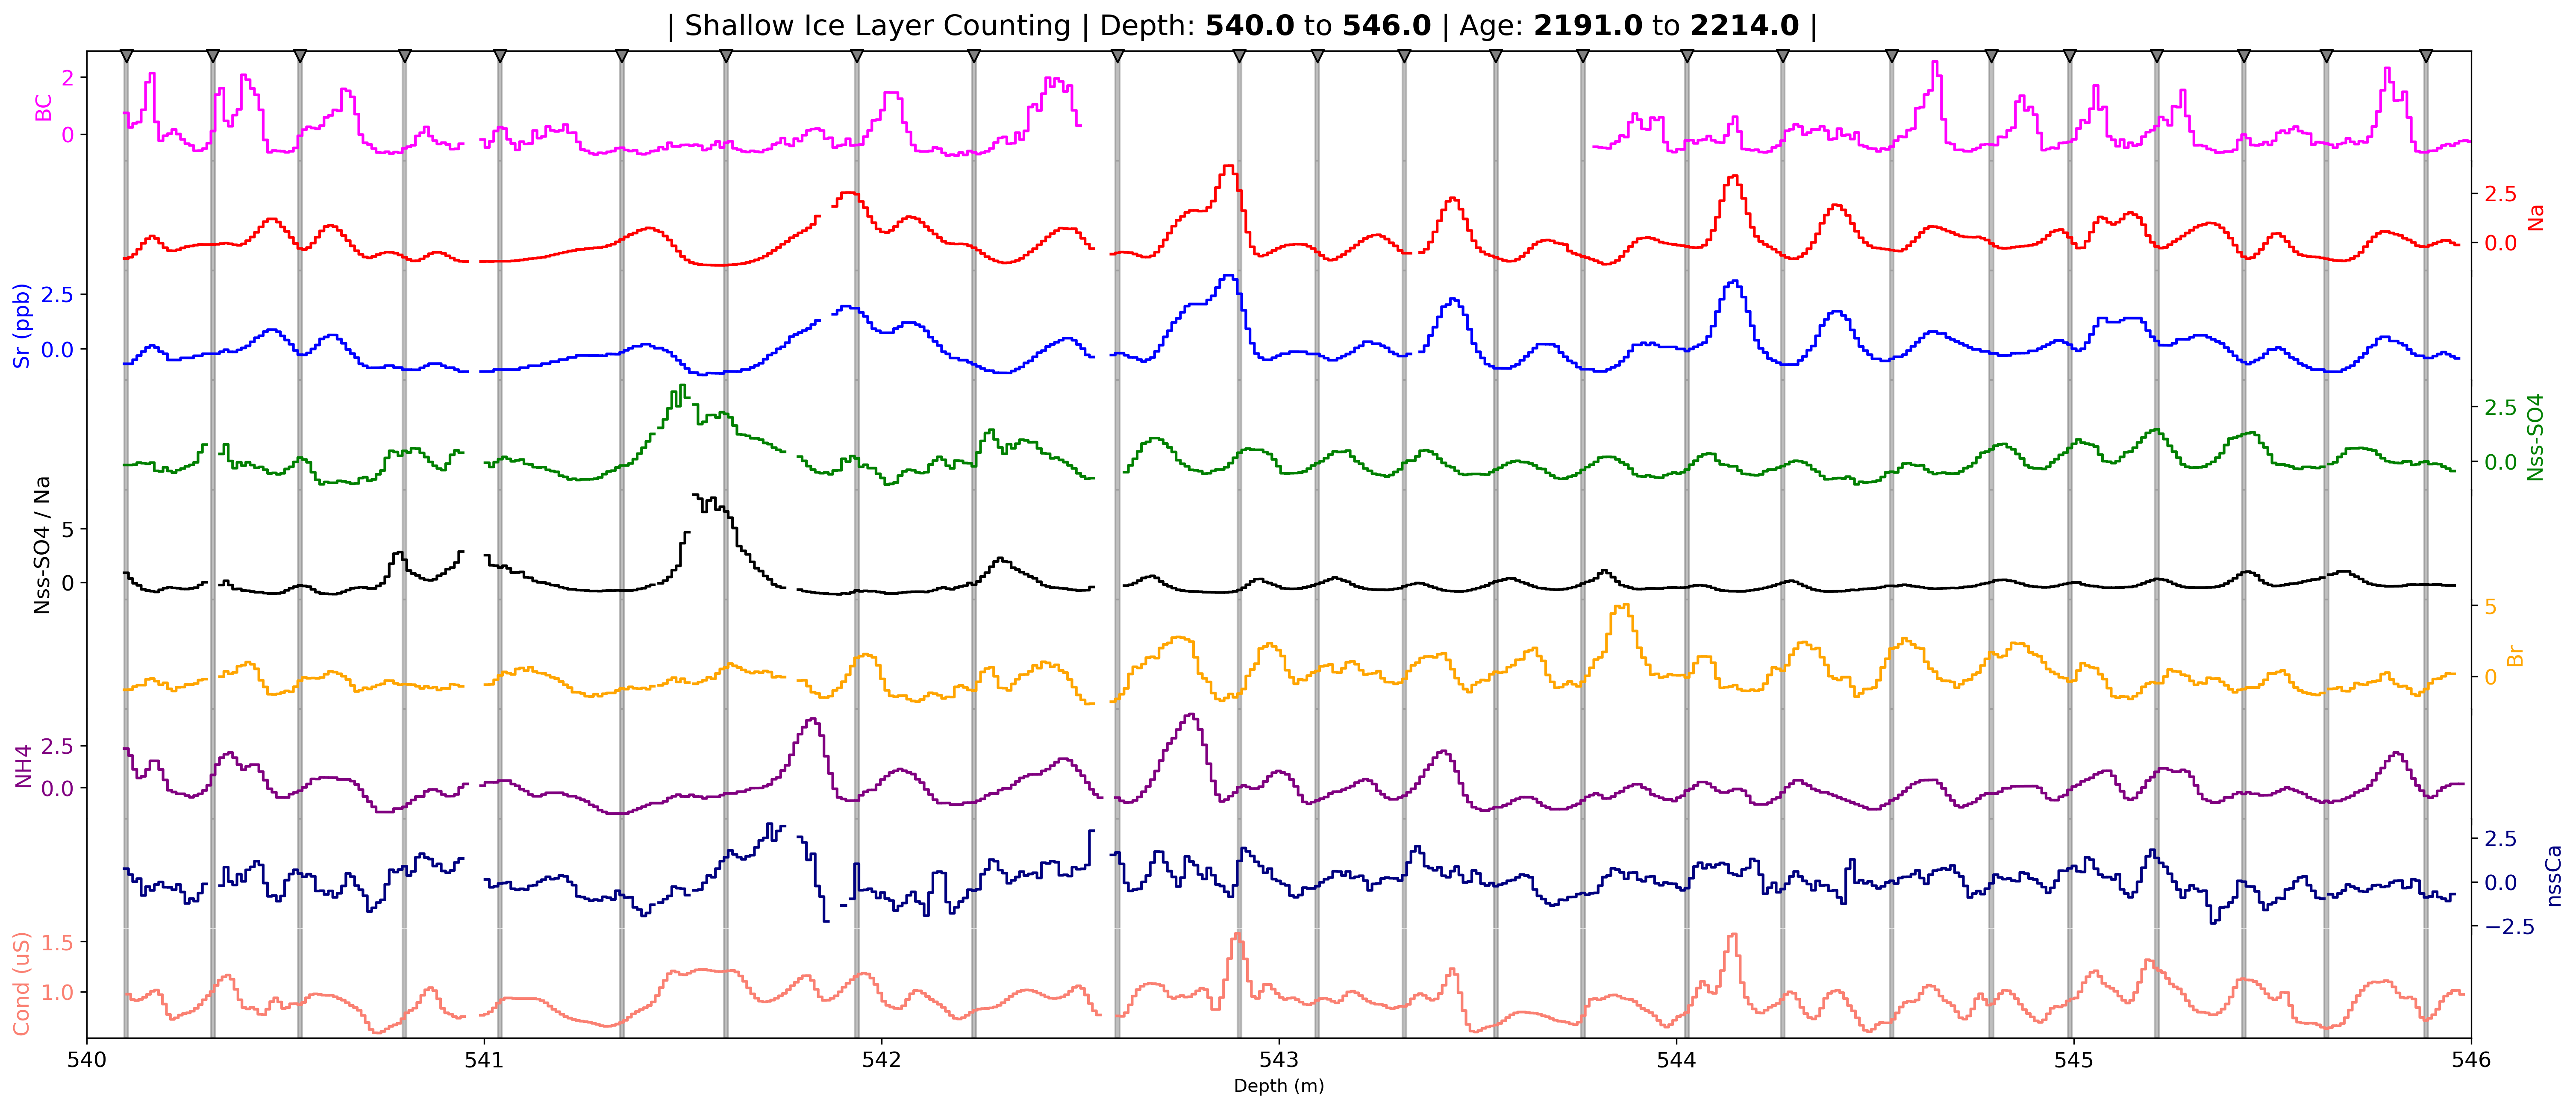 | Shallow Ice Layer Counting | Depth: 540.0 to 546.0 | Age: 2191.0 to 2214.0 |
BC
2
0
Na
2.5
0.0
Sr (ppb)
2.5
0.0
Nss-SO4
2.5
0.0
Nss-SO4 / Na
5
0
Br
5
0
NH4
2.5
0.0
nssCa
2.5
0.0
−2.5
Cond (uS)
1.5
1.0
540 541 542 543 544 545 546
Depth (m)